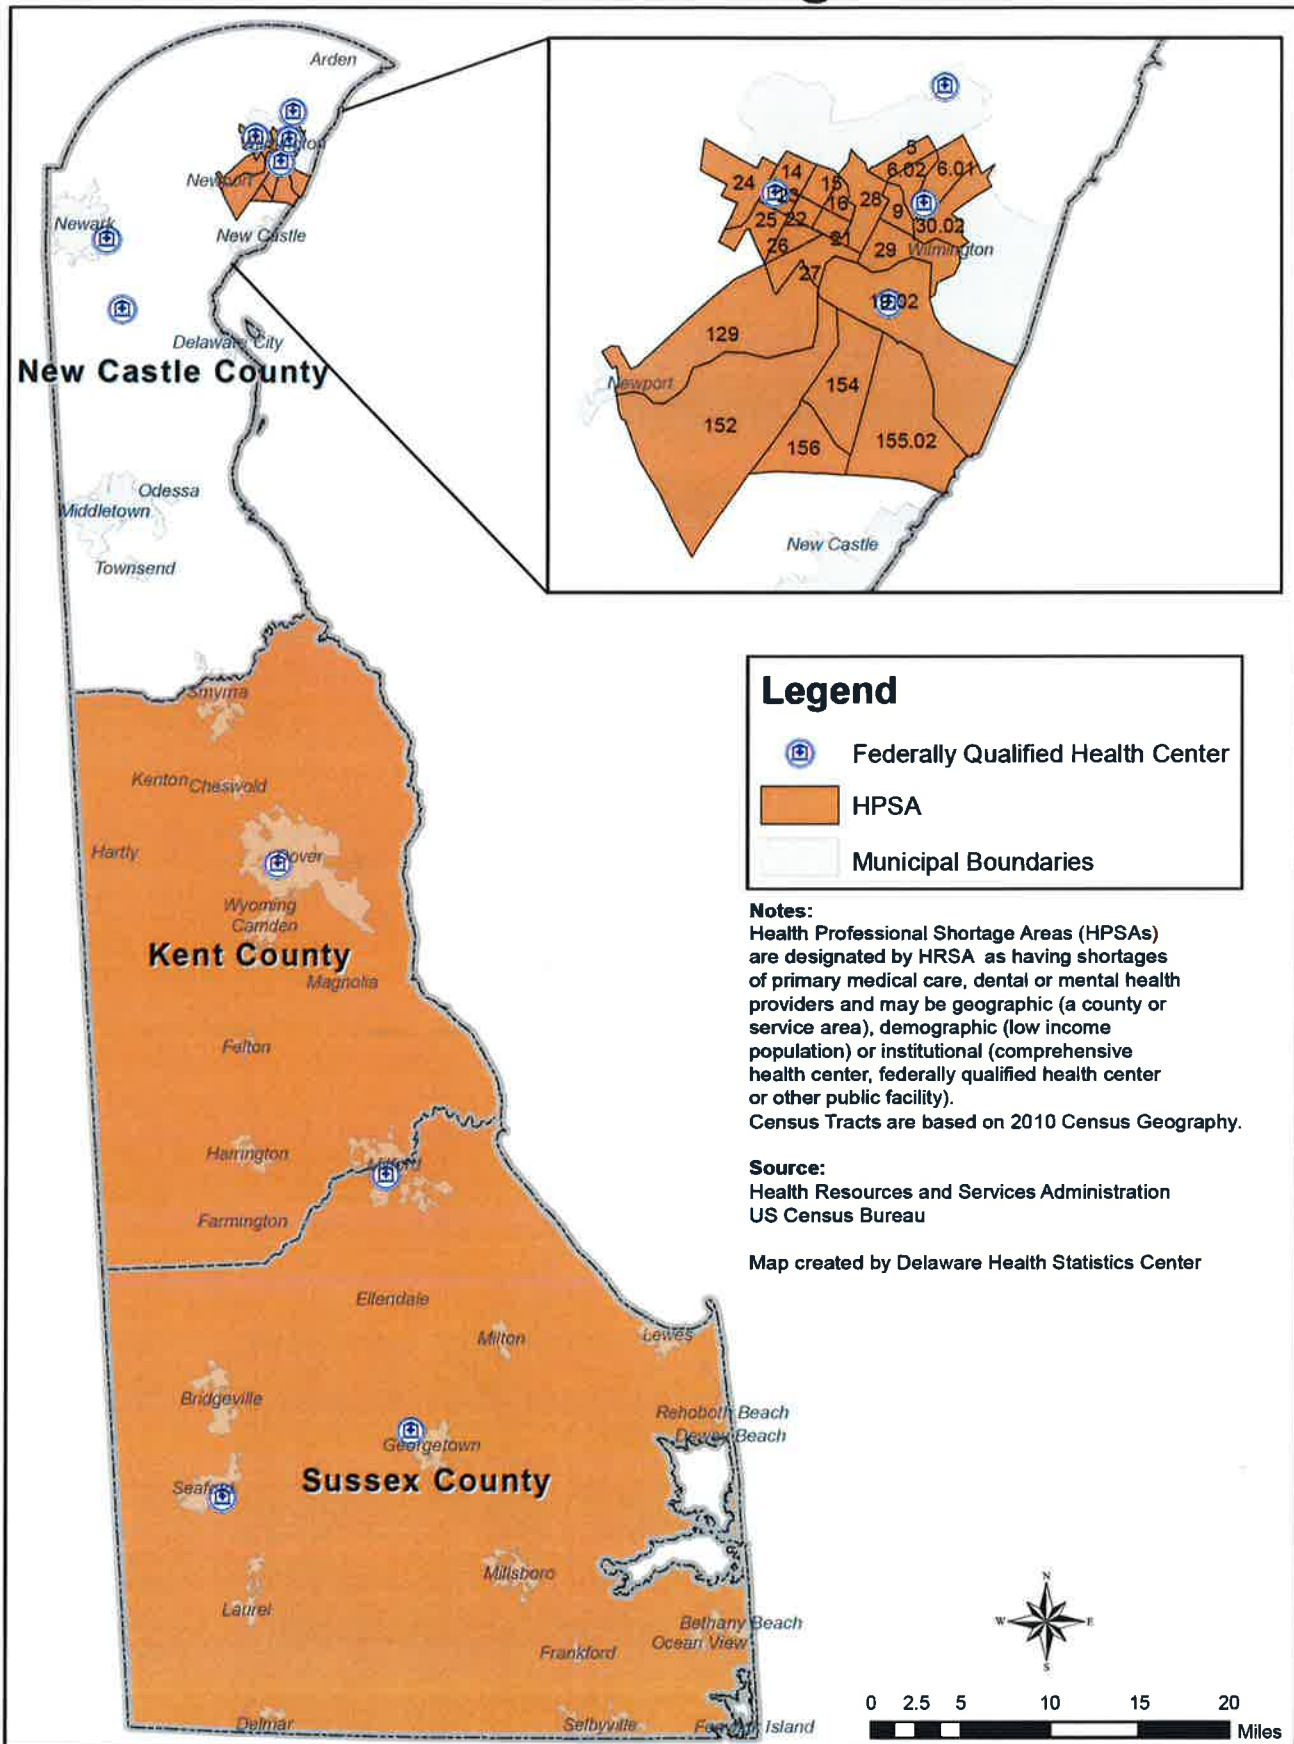 Arden
Newark
New Castle
Delaware City
New Castle County
Odessa
Middletown
Townsend
24
14
23
15
16
25
22
26
21
27
28
5
6.02
6.01
9
30.02
29
Wilmington
19.02
129
Newport
152
154
156
155.02
New Castle
Smyrna
Kenton
Cheswold
Hartly
Dover
Wyoming
Camden
Kent County
Magnolia
Felton
Harrington
Milford
Farmington
Ellendale
Milton
Lewes
Bridgeville
Rehoboth Beach
Dewey Beach
Georgetown
Seaford
Sussex County
Millsboro
Laurel
Bethany Beach
Ocean View
Frankford
Delmar
Selbyville
Island
Legend
Federally Qualified Health Center
HPSA
Municipal Boundaries
Notes:
Health Professional Shortage Areas (HPSAs)
are designated by HRSA as having shortages
of primary medical care, dental or mental health
providers and may be geographic (a county or
service area), demographic (low income
population) or institutional (comprehensive
health center, federally qualified health center
or other public facility).
Census Tracts are based on 2010 Census Geography.
Source:
Health Resources and Services Administration
US Census Bureau
Map created by Delaware Health Statistics Center
N
W
E
S
0 2.5 5 10 15 20
Miles